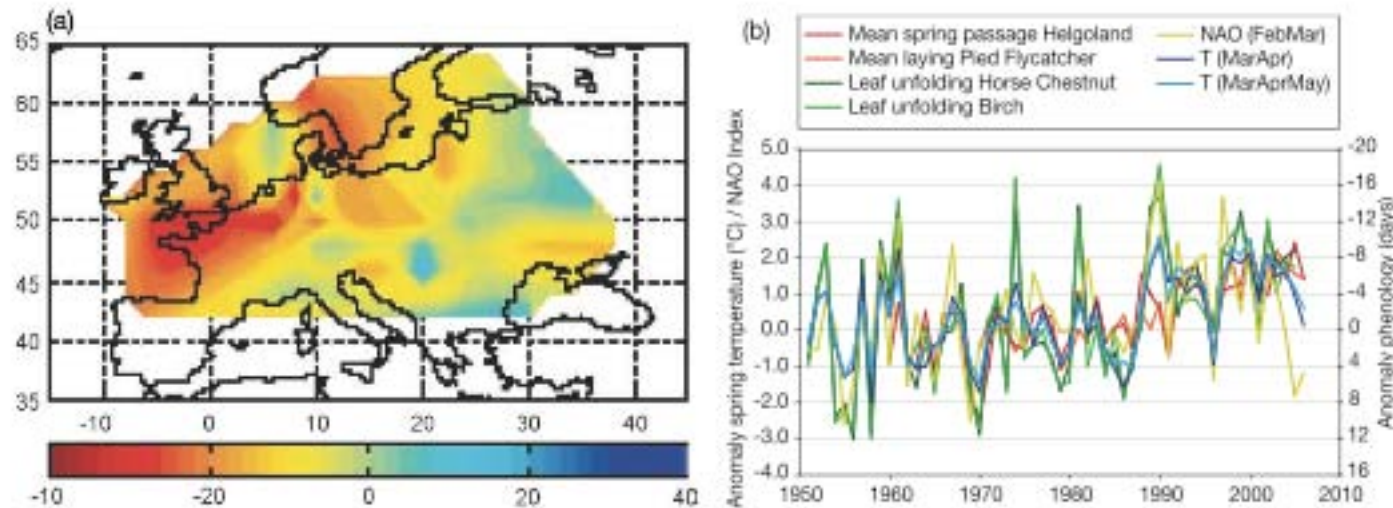 (a)
65
60
55
50
45
40
35
-10 0 10 20 30 40
-10 -20 0 20 40
(b)
Mean spring passage Helgoland
Mean laying Pied Flycatcher
Leaf unfolding Horse Chestnut
Leaf unfolding Birch
NAO (FebMar)
T (MarApr)
T (MarAprMay)
Anomaly spring temperature (°C) / NAO Index
5.0
4.0
3.0
2.0
1.0
0.0
-1.0
-2.0
-3.0
-4.0
1950 1960 1970 1980 1990 2000 2010
-20
-16
-12
-8
-4
0
4
8
12
16
Anomaly phenology (days)